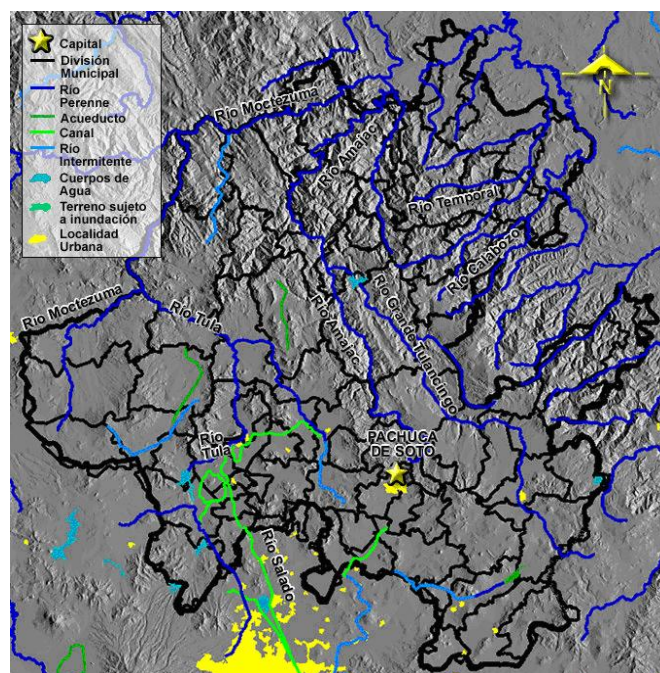 Capital
División
Municipal
Río
Perenne
Acueducto
Canal
Río
Intermitente
Cuerpos de
Agua
Terreno sujeto
a inundación
Localidad
Urbana
N
Río Moctezuma
Río Amajac
Río Temporal
Río Calabozo
Río Moctezuma
Río Tula
Río Amajac
Río Grande Tulancingo
Río
Tula
PACHUCA
DE SOTO
Río Salado